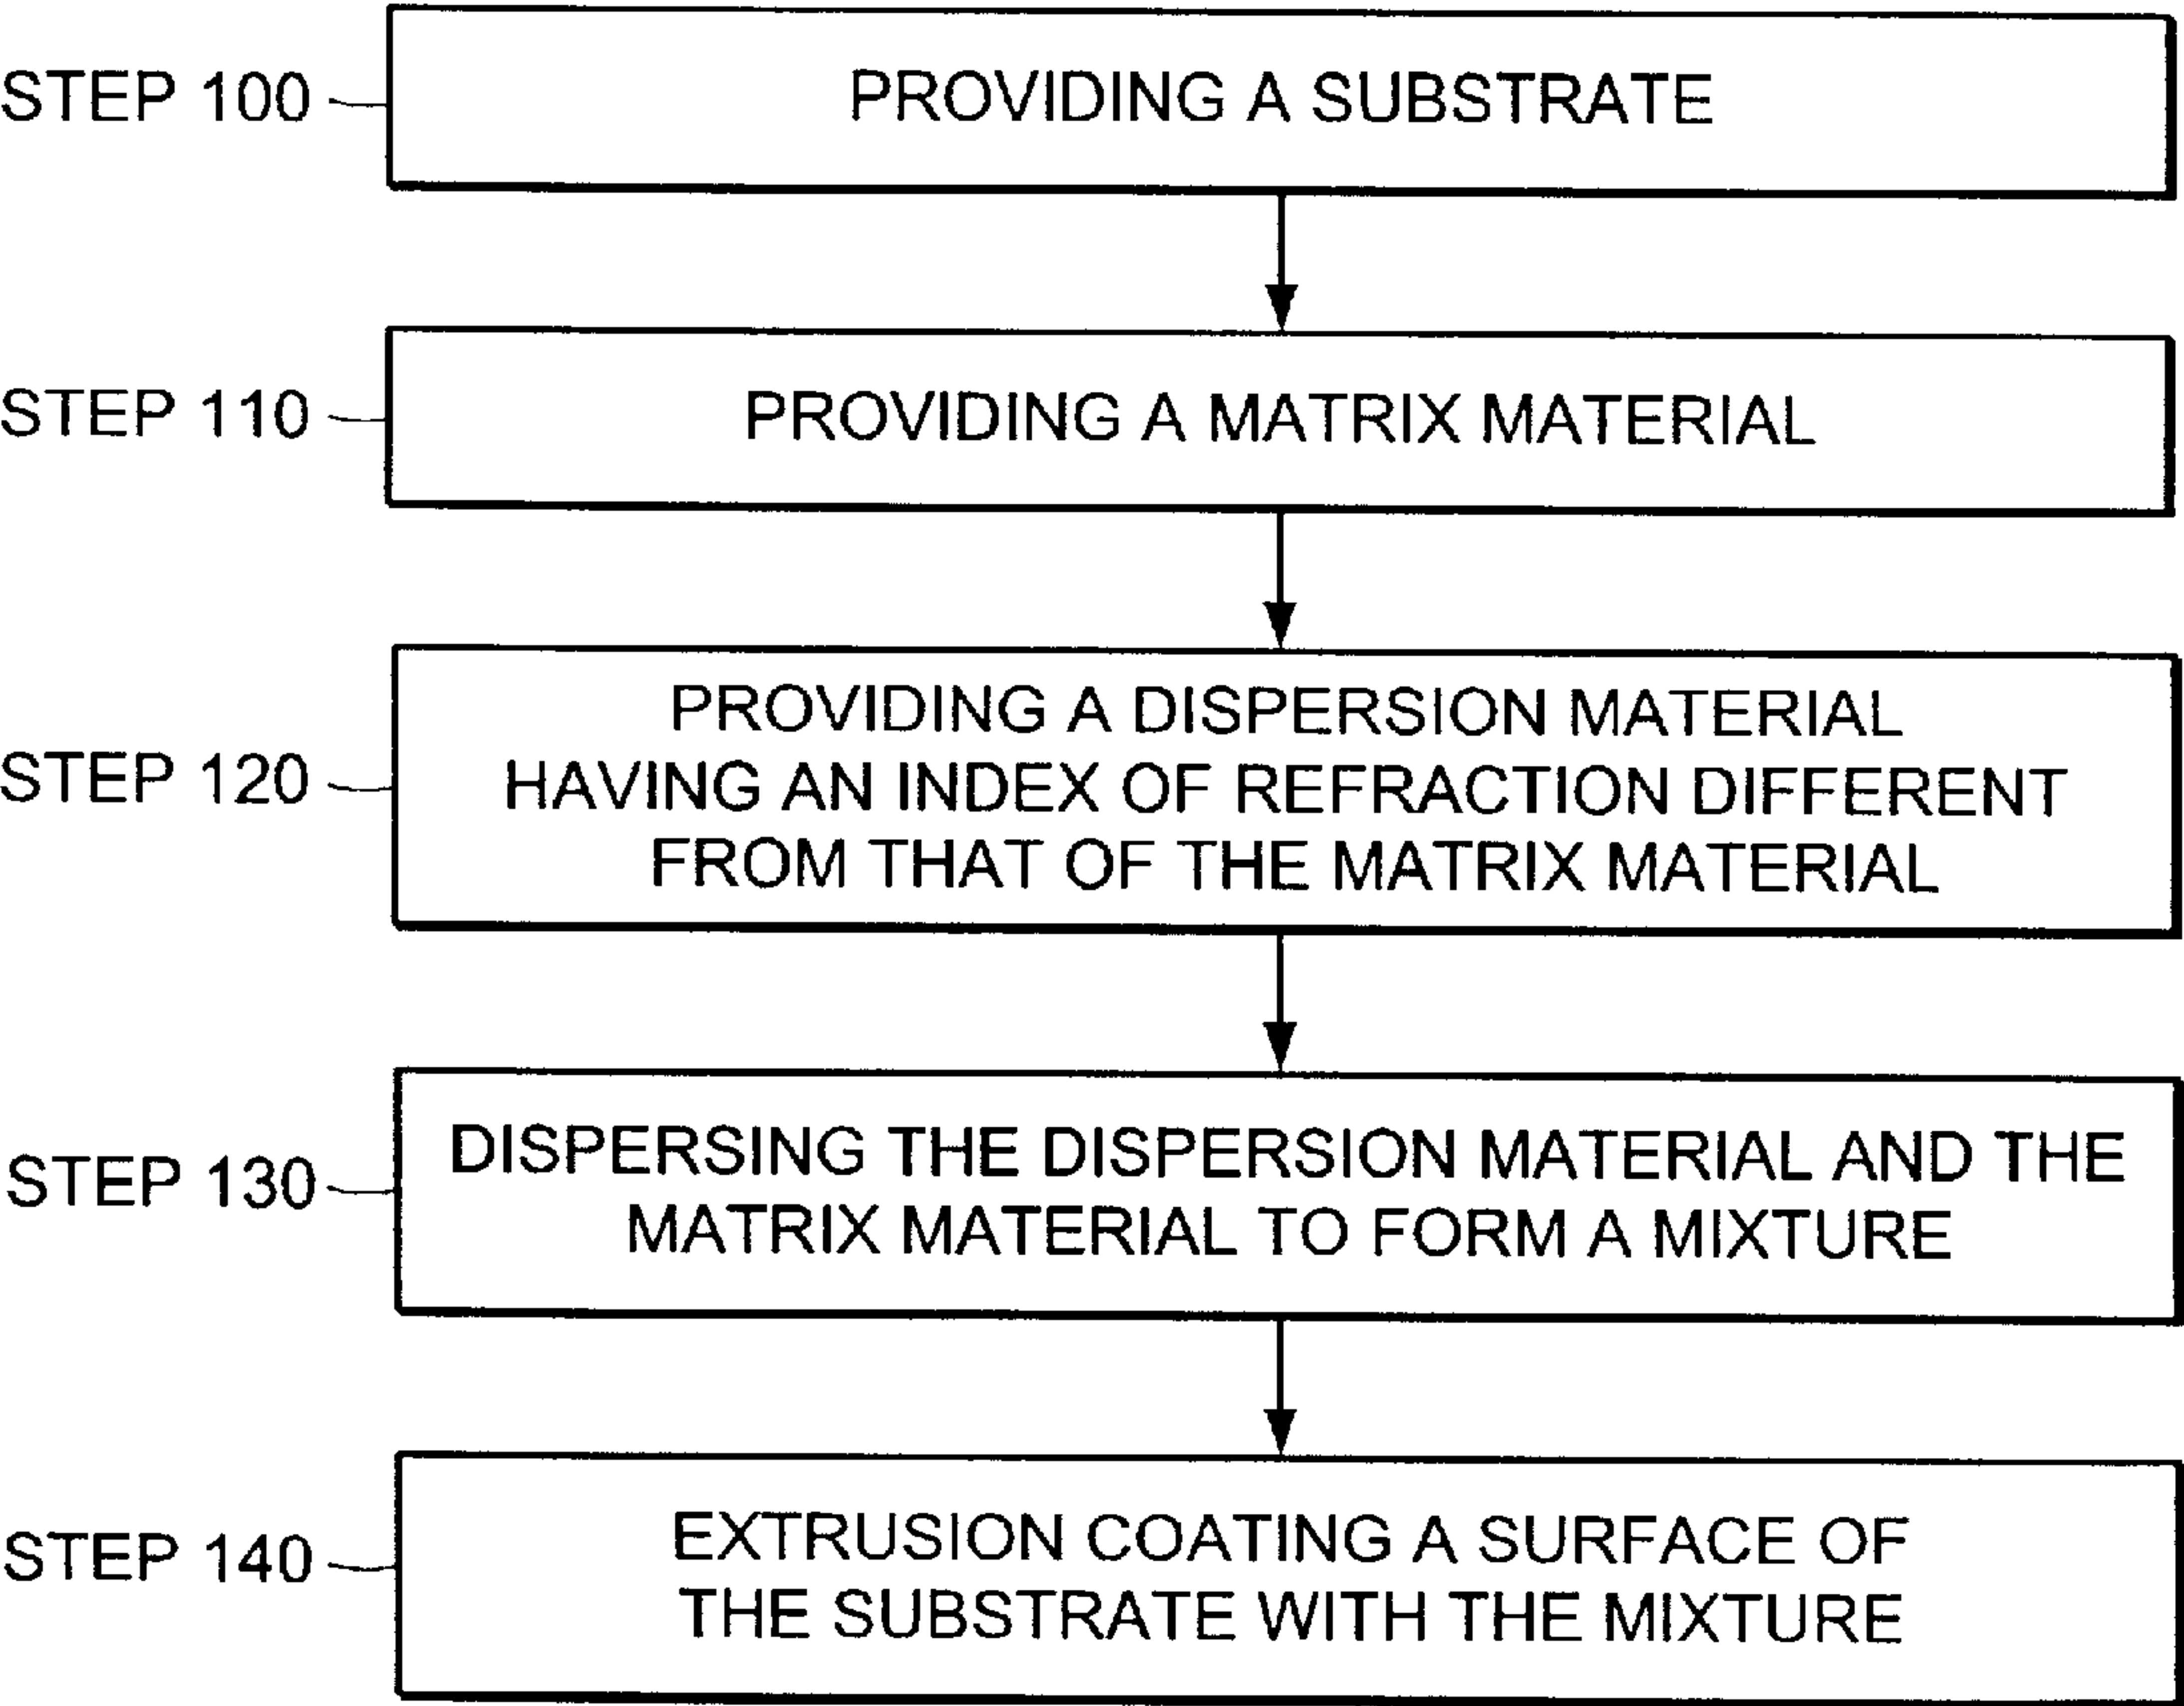 STEP 100
PROVIDING A SUBSTRATE
STEP 110
PROVIDING A MATRIX MATERIAL
STEP 120
PROVIDING A DISPERSION MATERIAL
HAVING AN INDEX OF REFRACTION DIFFERENT
FROM THAT OF THE MATRIX MATERIAL
STEP 130
DISPERSING THE DISPERSION MATERIAL AND THE
MATRIX MATERIAL TO FORM A MIXTURE
STEP 140
EXTRUSION COATING A SURFACE OF
THE SUBSTRATE WITH THE MIXTURE